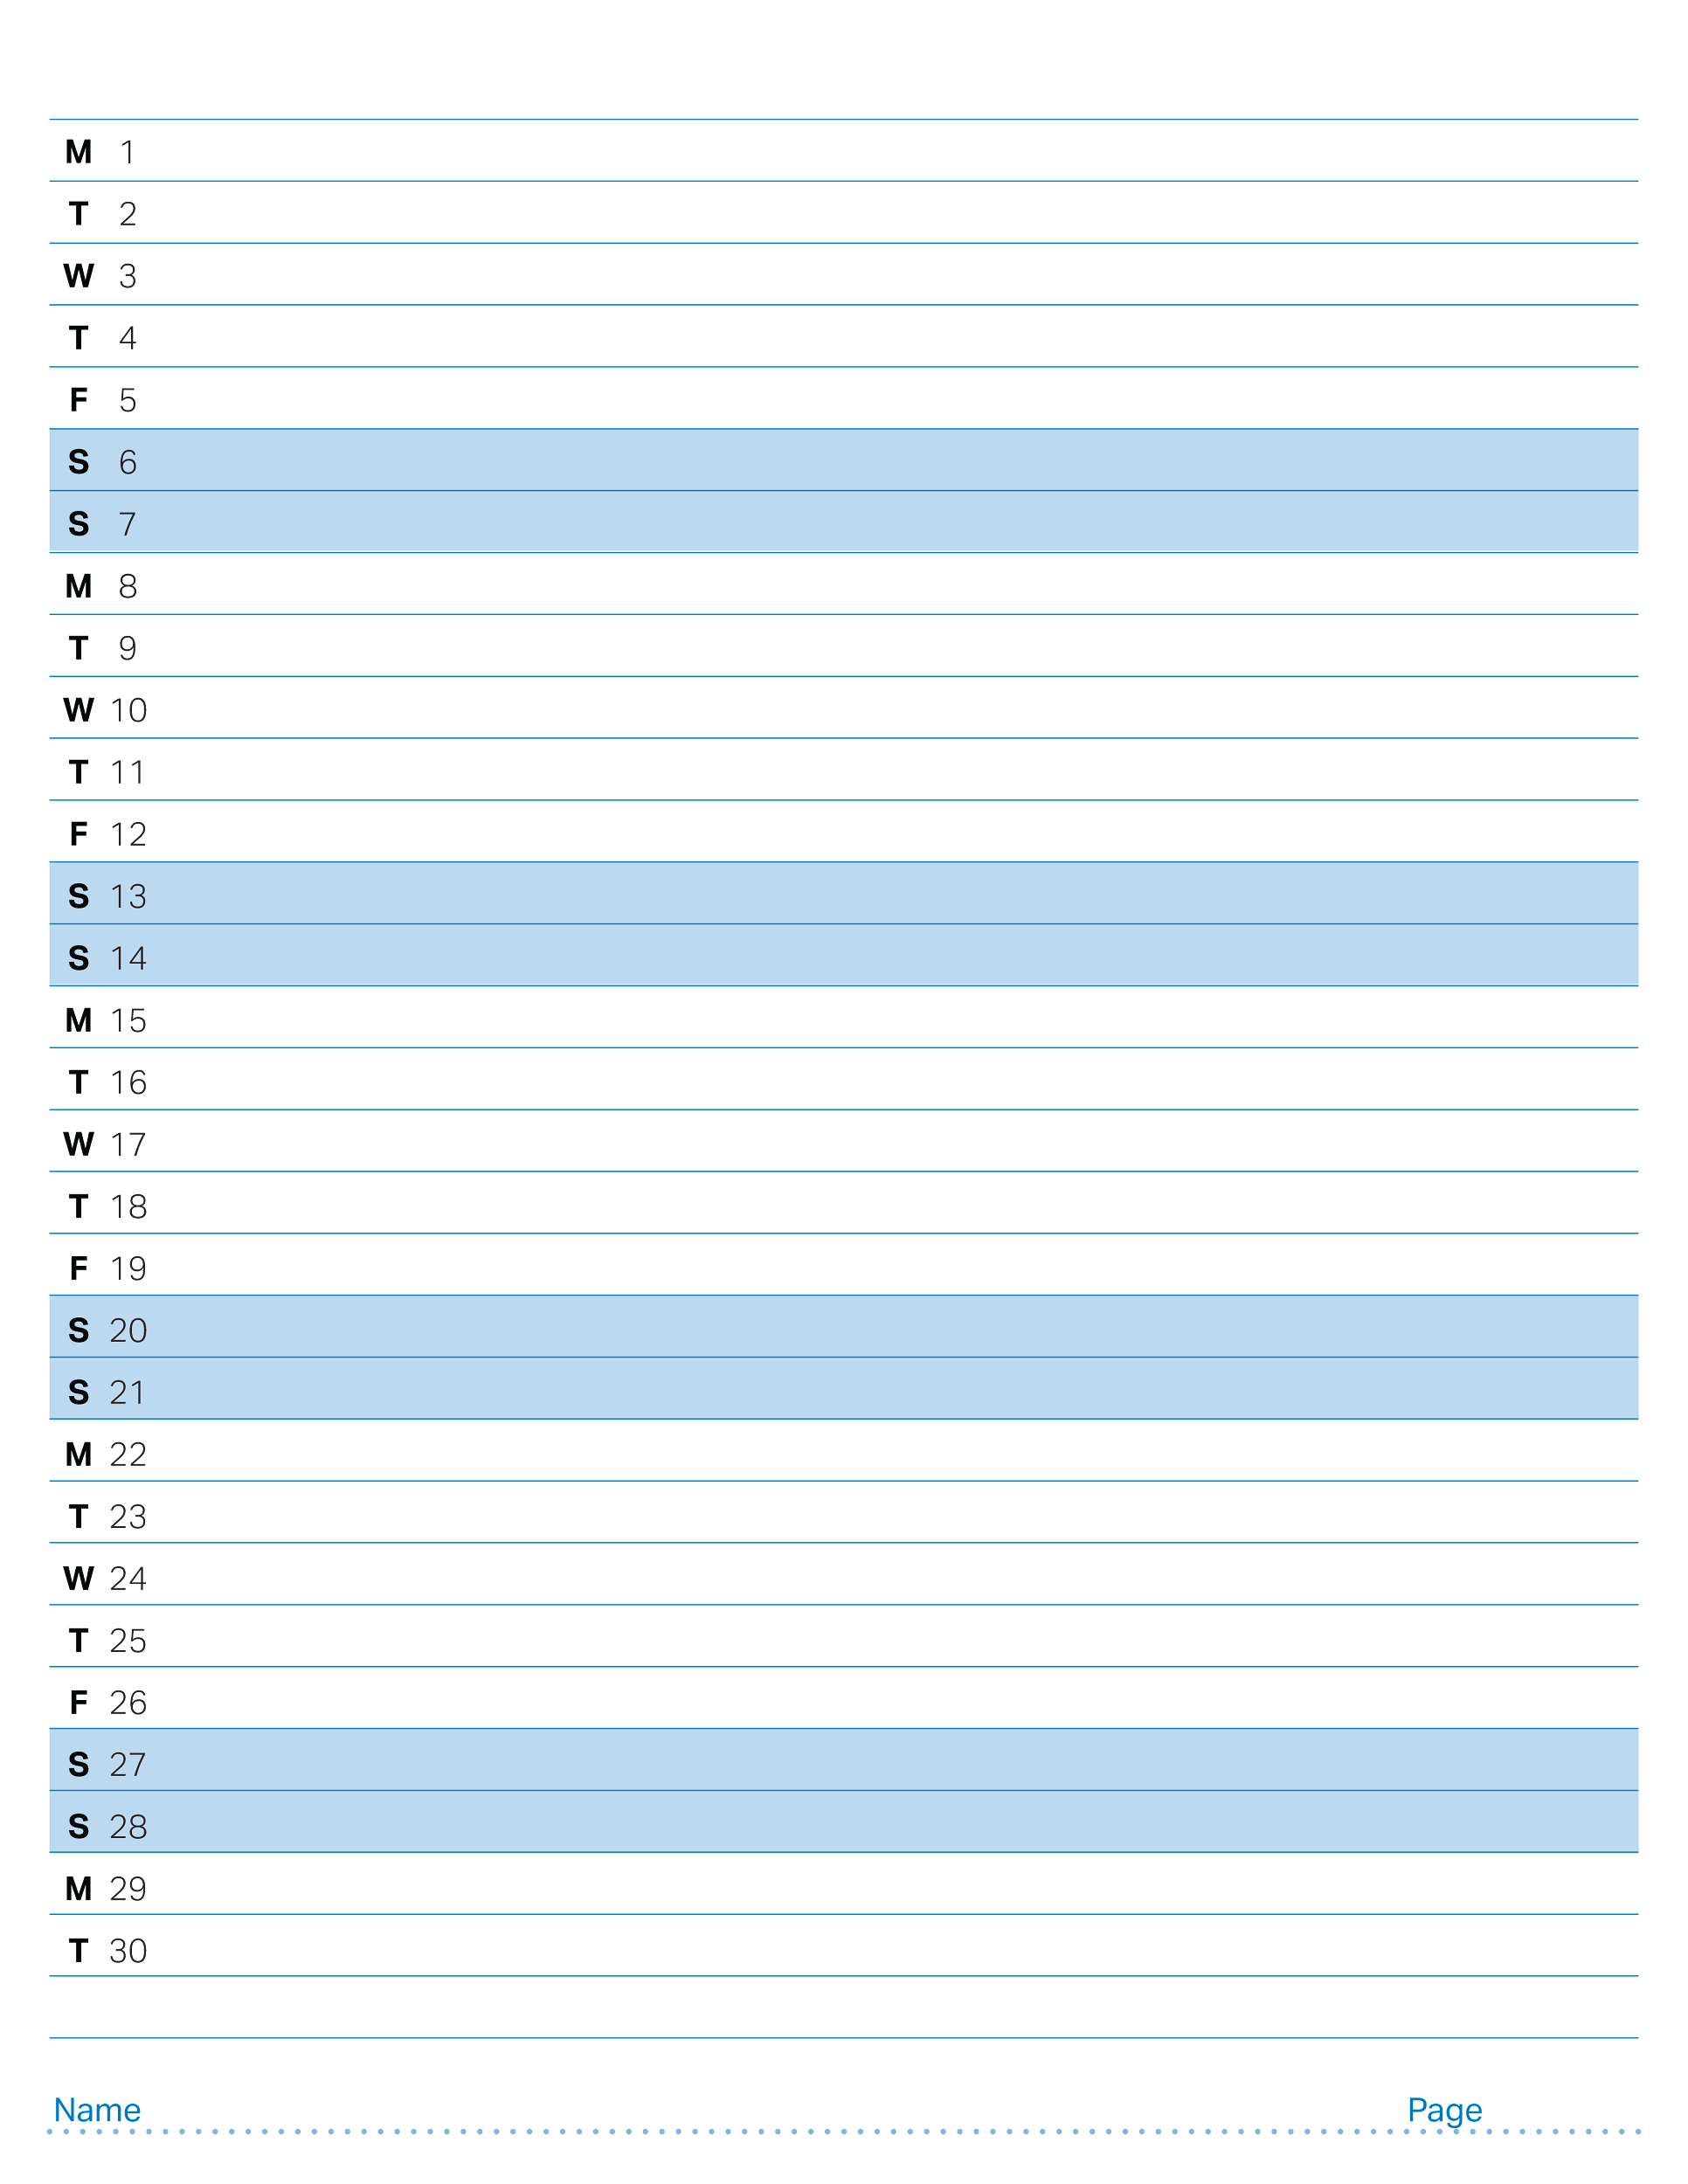 M 1
T 2
W 3
T 4
F 5
S 6
S 7
M 8
T 9
W 10
T 11
F 12
S 13
S 14
M 15
T 16
W 17
T 18
F 19
S 20
S 21
M 22
T 23
W 24
T 25
F 26
S 27
S 28
M 29
T 30
Name Page